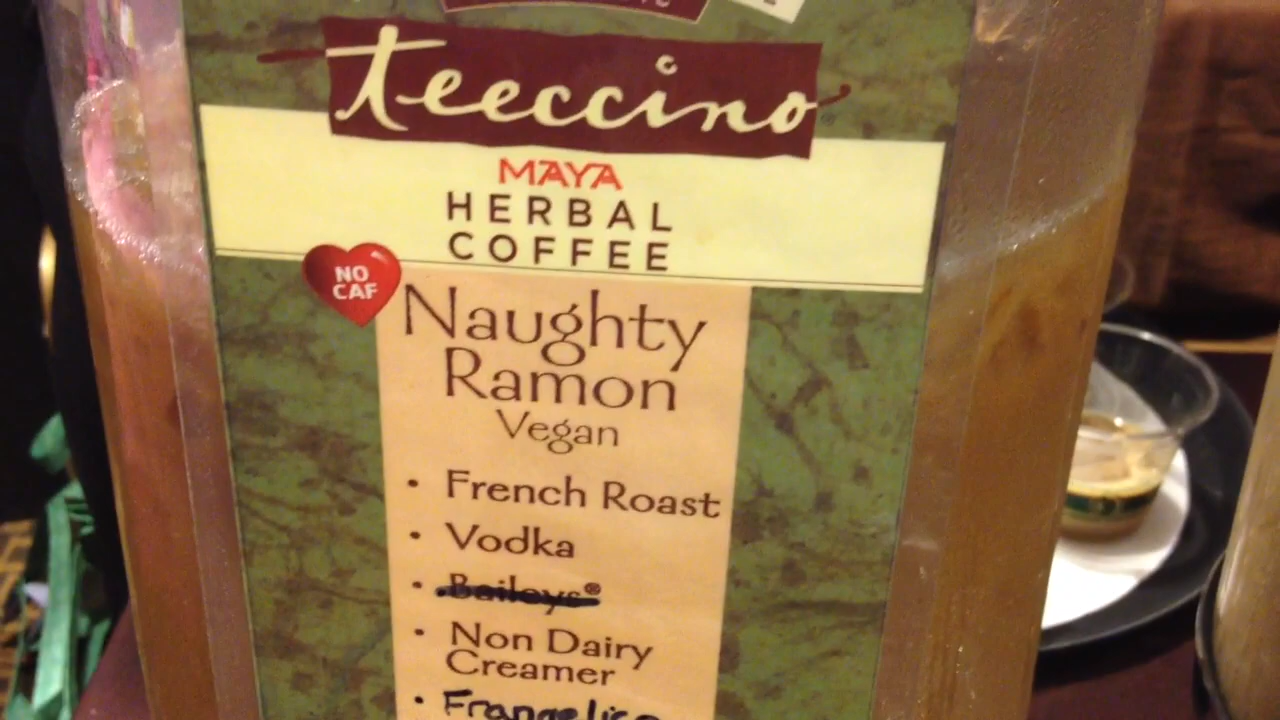 teeccino
MAYA
HERBAL
COFFEE
NO
CAF
Naughty
Ramon
Vegan
• French Roast
• Vodka
• Baileys®
• Non Dairy
Creamer
• Frangelico